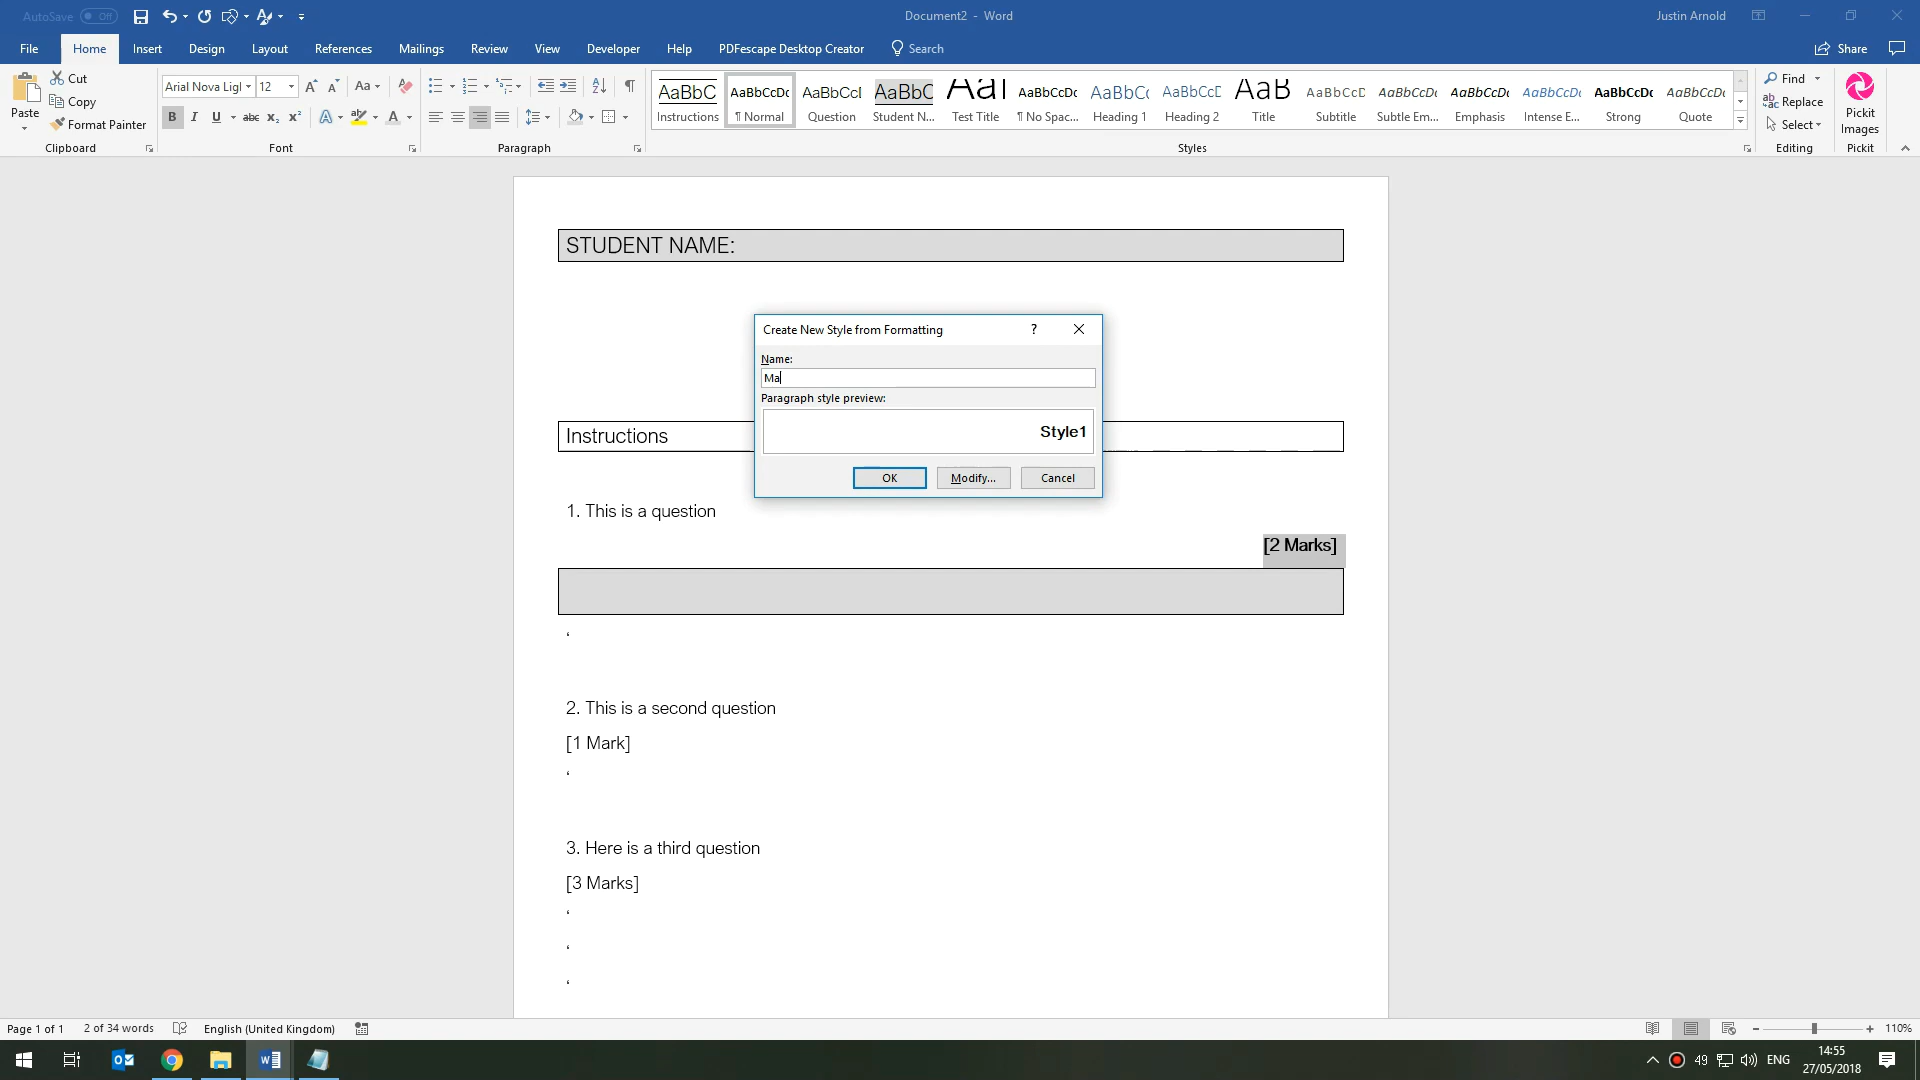 AutoSave Off
Document2 - Word
Justin Arnold
File Home Insert Design Layout References Mailings Review View Developer Help PDFescape Desktop Creator Search
Share
Paste
Cut
Copy
Format Painter
Clipboard
Arial Nova Ligl 12
Aa
B I U abc x₂ x²
A A
Font
Paragraph
AaBbC Instructions
AaBbCcDc ¶ Normal
AaBbCcI Question
AaBbC Student N...
AaI Test Title
AaBbCcDc ¶ No Spac...
AaBbCc Heading 1
AaBbCcD Heading 2
AaB Title
AaBbCcD Subtitle
AaBbCcDc Subtle Em...
AaBbCcDc Emphasis
AaBbCcDc Intense E...
AaBbCcDc Strong
AaBbCcDc Quote
Styles
Find
Replace
Select
Editing
Pickit
Images
Pickit
STUDENT NAME:
Create New Style from Formatting ?
Name:
Ma
Paragraph style preview:
Style1
OK Modify... Cancel
Instructions
1. This is a question
[2 Marks]
‘
2. This is a second question
[1 Mark]
‘
3. Here is a third question
[3 Marks]
‘
‘
‘
Page 1 of 1 2 of 34 words English (United Kingdom)
110%
49 ENG
14:55
27/05/2018